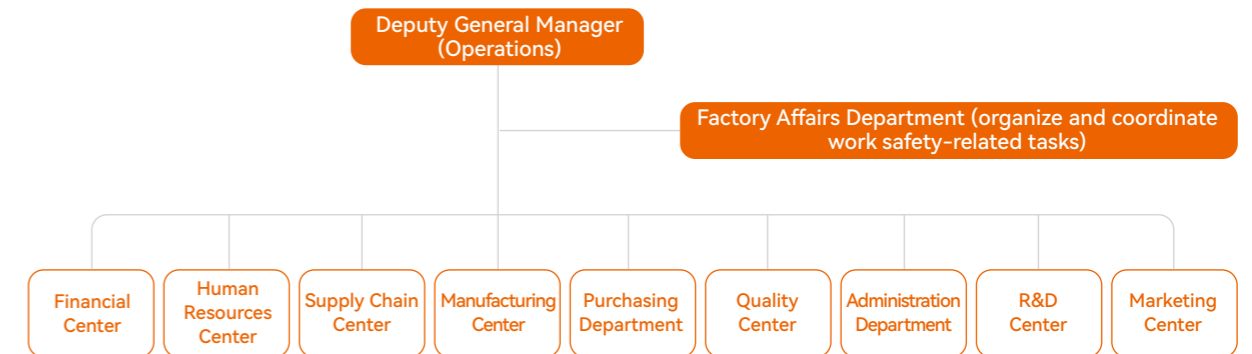 Deputy General Manager
(Operations)
Factory Affairs Department (organize and coordinate
work safety-related tasks)
Financial
Center
Human
Resources
Center
Supply Chain
Center
Manufacturing
Center
Purchasing
Department
Quality
Center
Administration
Department
R&D
Center
Marketing
Center